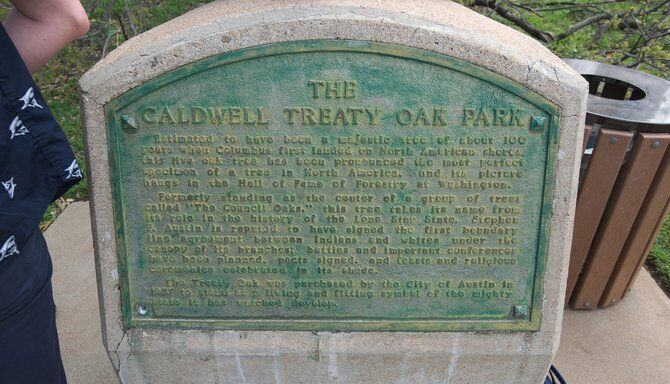 THE
CALDWELL TREATY OAK PARK
Estimated to have been a majestic tree of about 100
years when Columbus first landed on North American shores,
this live oak tree has been pronounced the most perfect
specimen of a tree in North America, and its picture
hangs in the Hall of Fame of Forestry at Washington.
Formerly standing as the center of a group of trees
called "The Council Oaks," this tree takes its name from
its role in the history of the Lone Star State. Stephen
F. Austin is reputed to have signed the first boundary
line agreement between Indians and whites under the
canopy of its branches; battles and important conferences
have been planned, pacts signed, and feasts and religious
ceremonies celebrated in its shade.
The Treaty Oak was purchased by the City of Austin in
1937 to stand as a living and fitting symbol of the mighty
state it has watched develop.